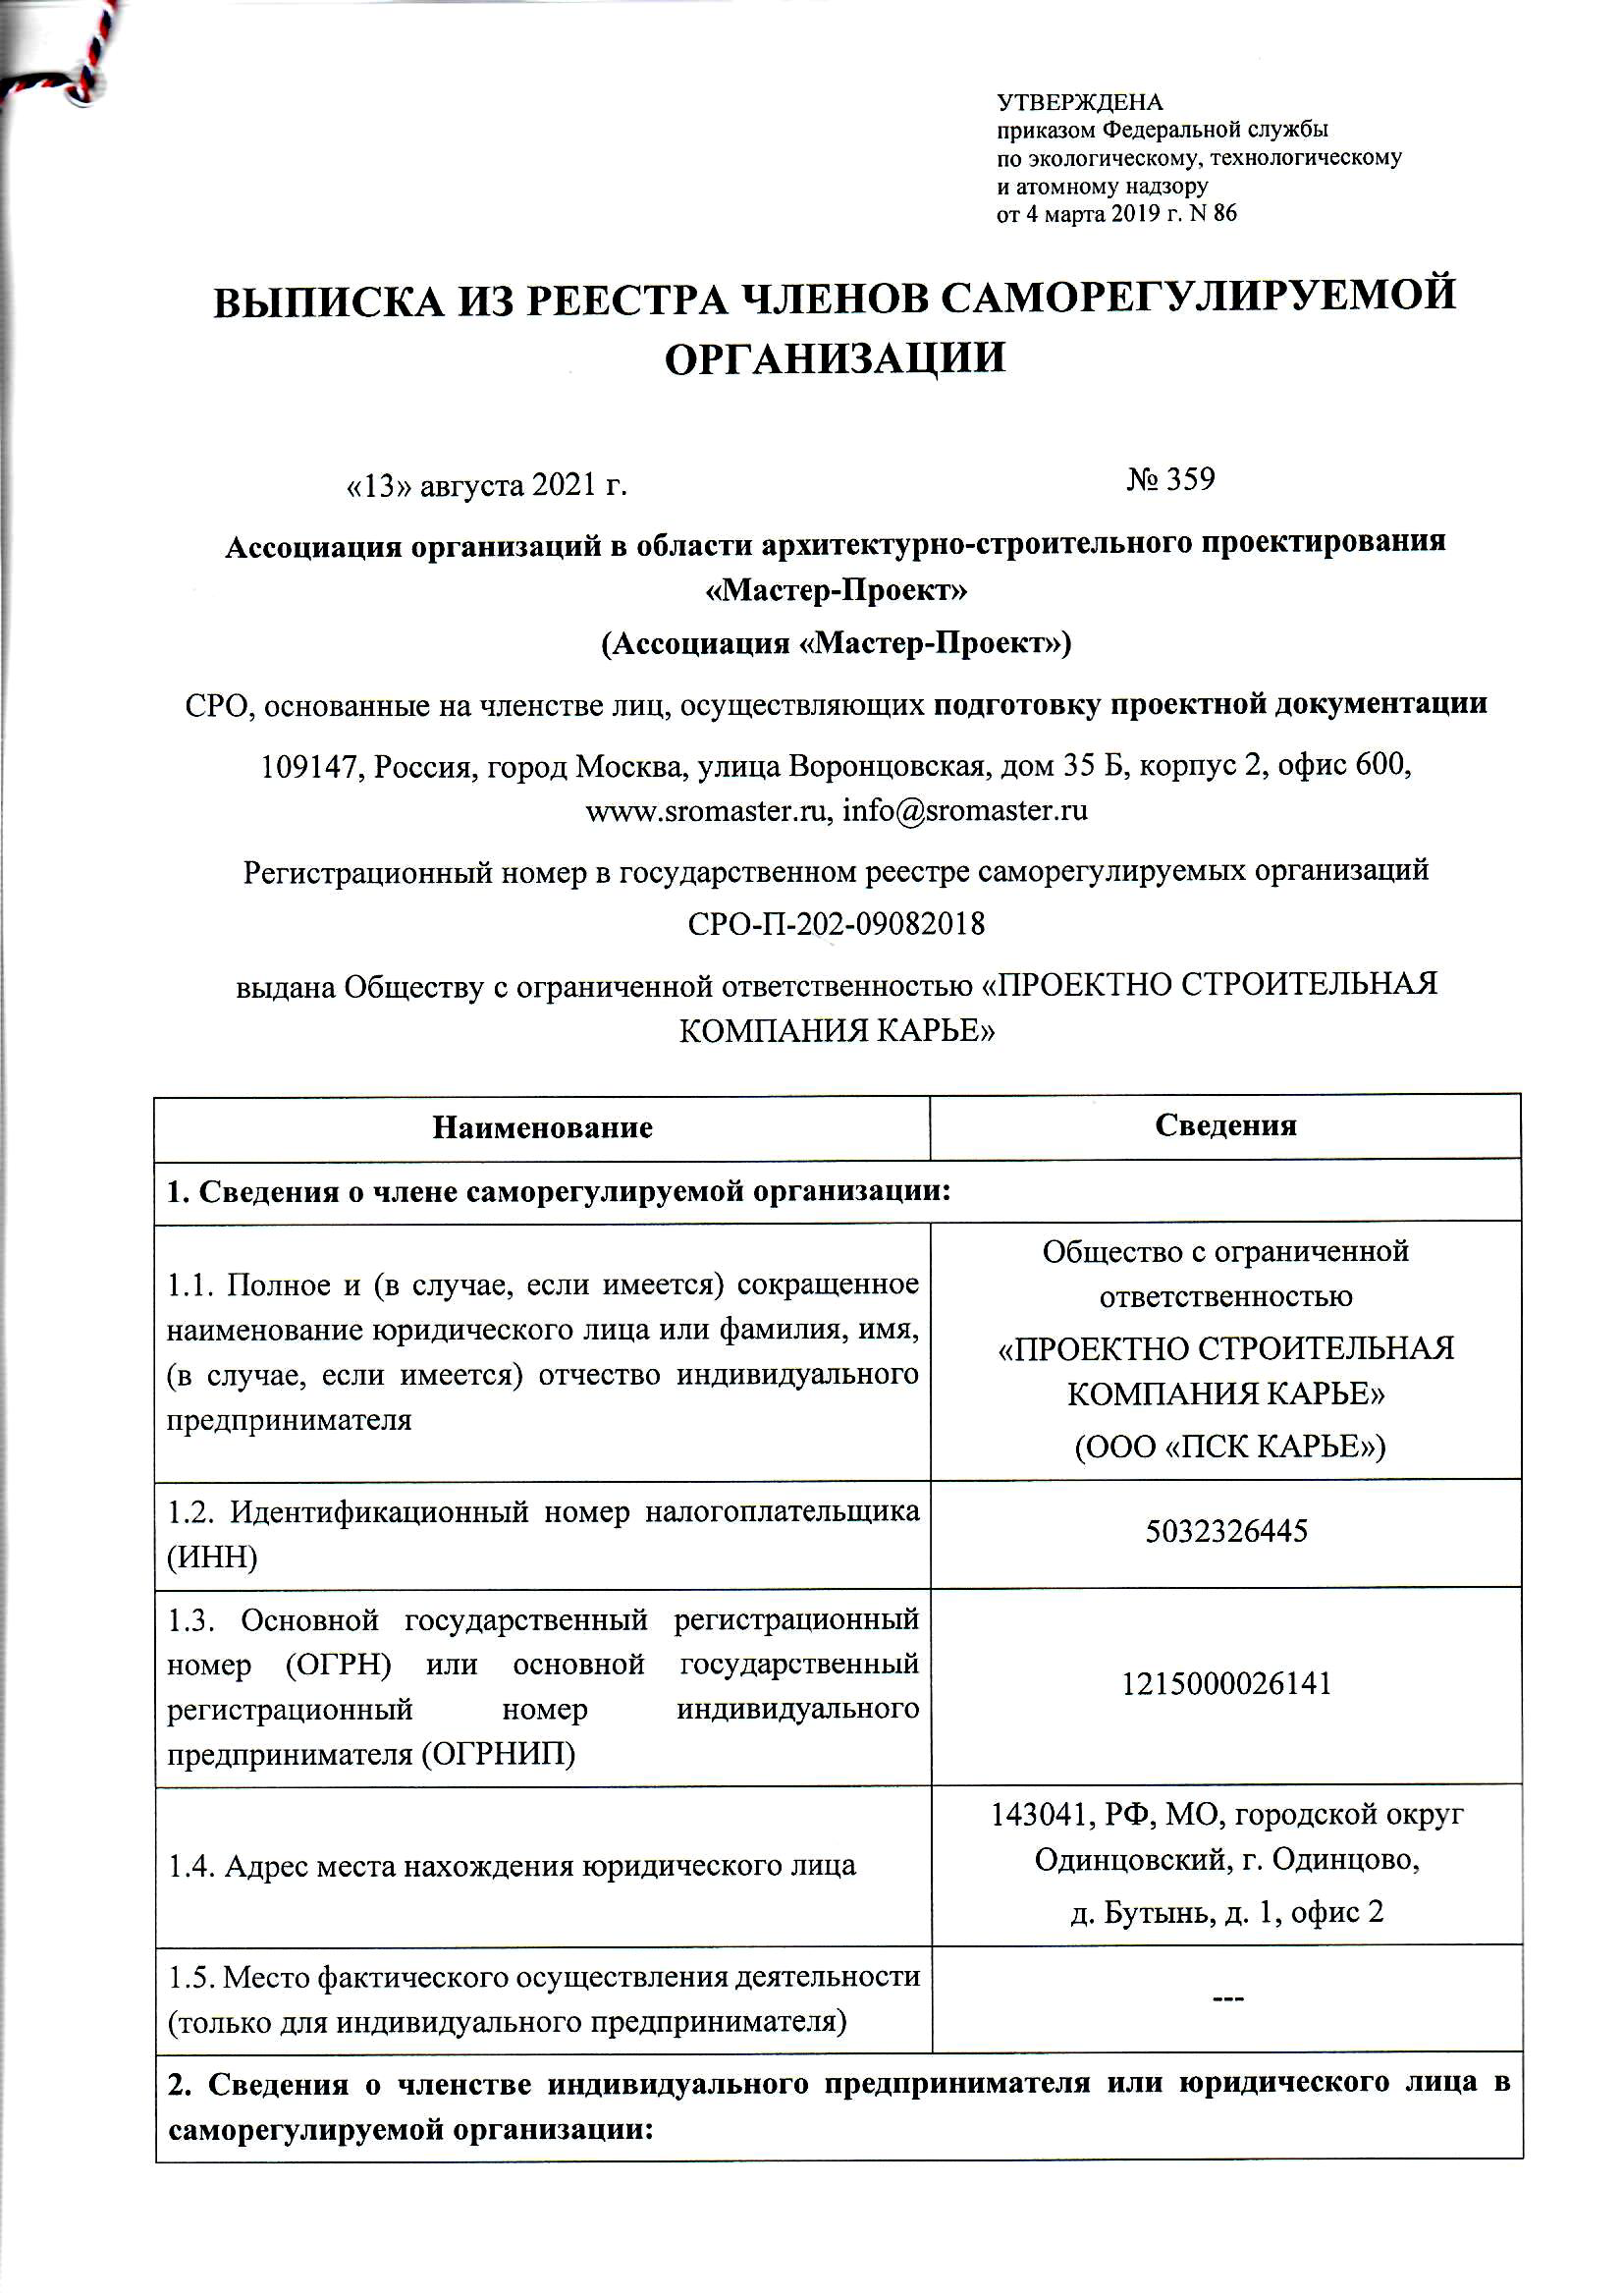 УТВЕРЖДЕНА
приказом Федеральной службы
по экологическому, технологическому
и атомному надзору
от 4 марта 2019 г. N 86
ВЫПИСКА ИЗ РЕЕСТРА ЧЛЕНОВ САМОРЕГУЛИРУЕМОЙ
ОРГАНИЗАЦИИ
«13» августа 2021 г.
№ 359
Ассоциация организаций в области архитектурно-строительного проектирования
«Мастер-Проект»
(Ассоциация «Мастер-Проект»)
СРО, основанные на членстве лиц, осуществляющих подготовку проектной документации
109147, Россия, город Москва, улица Воронцовская, дом 35 Б, корпус 2, офис 600,
www.sromaster.ru, info@sromaster.ru
Регистрационный номер в государственном реестре саморегулируемых организаций
СРО-П-202-09082018
выдана Обществу с ограниченной ответственностью «ПРОЕКТНО СТРОИТЕЛЬНАЯ
КОМПАНИЯ КАРЬЕ»
Наименование
Сведения
1. Сведения о члене саморегулируемой организации:
1.1. Полное и (в случае, если имеется) сокращенное
наименование юридического лица или фамилия, имя,
(в случае, если имеется) отчество индивидуального
предпринимателя
Общество с ограниченной
ответственностью
«ПРОЕКТНО СТРОИТЕЛЬНАЯ
КОМПАНИЯ КАРЬЕ»
(ООО «ПСК КАРЬЕ»)
1.2. Идентификационный номер налогоплательщика
(ИНН)
5032326445
1.3. Основной государственный регистрационный
номер (ОГРН) или основной государственный
регистрационный номер индивидуального
предпринимателя (ОГРНИП)
1215000026141
1.4. Адрес места нахождения юридического лица
143041, РФ, МО, городской округ
Одинцовский, г. Одинцово,
д. Бутынь, д. 1, офис 2
1.5. Место фактического осуществления деятельности
(только для индивидуального предпринимателя)
---
2. Сведения о членстве индивидуального предпринимателя или юридического лица в
саморегулируемой организации: